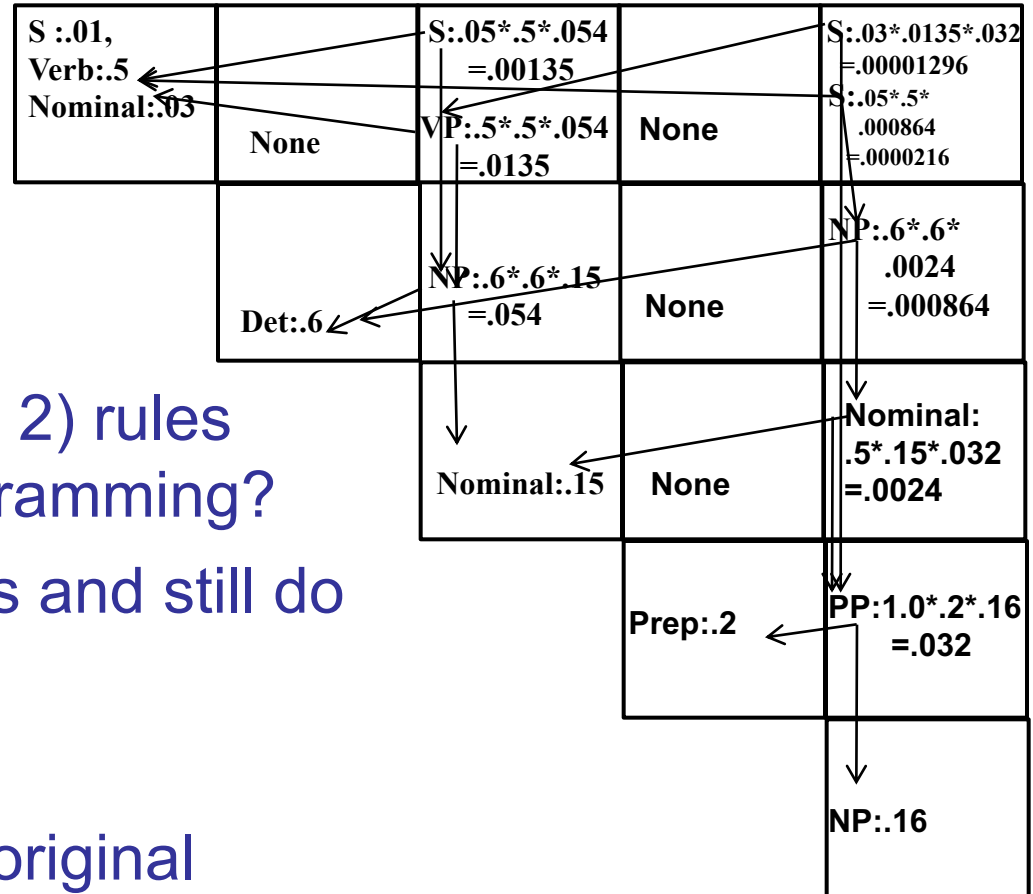 S :.01,
Verb:.5
Nominal:.03
None
S:.05*.5*.054
=.00135
VP:.5*.5*.054
=.0135
None
S:.03*.0135*.032
=.00001296
S:.05*.5*
.000864
=.0000216
Det:.6
NP:.6*.6*.15
=.054
None
NP:.6*.6*
.0024
=.000864
2) rules
ramming?
s and still do
original
Nominal:.15
None
Nominal:
.5*.15*.032
=.0024
Prep:.2
PP:1.0*.2*.16
=.032
NP:.16